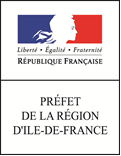 Liberté • Égalité • Fraternité
RÉPUBLIQUE FRANÇAISE
PRÉFET
DE LA RÉGION
D'ILE-DE-FRANCE